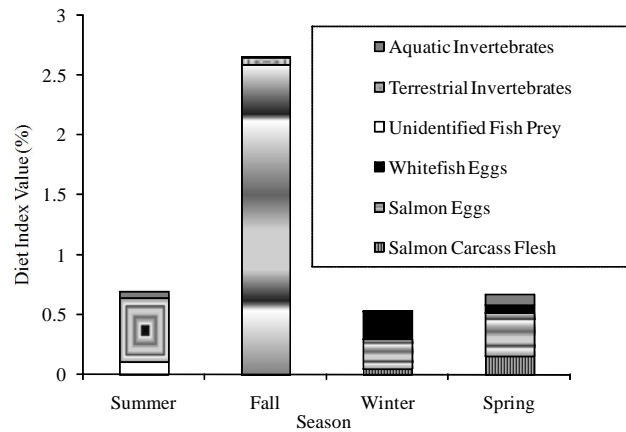 3
2.5
2
1.5
1
0.5
0
Diet Index Value (%)
Aquatic Invertebrates
Terrestrial Invertebrates
Unidentified Fish Prey
Whitefish Eggs
Salmon Eggs
Salmon Carcass Flesh
Summer Fall Winter Spring
Season